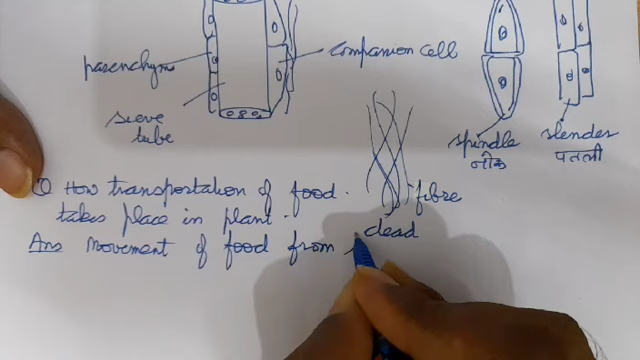 parenchyma
companion cell
sieve
tube
spindle
slender
पतली
fibre
dead
Q How transportation of food.
takes place in plant.
Ans Movement of food from